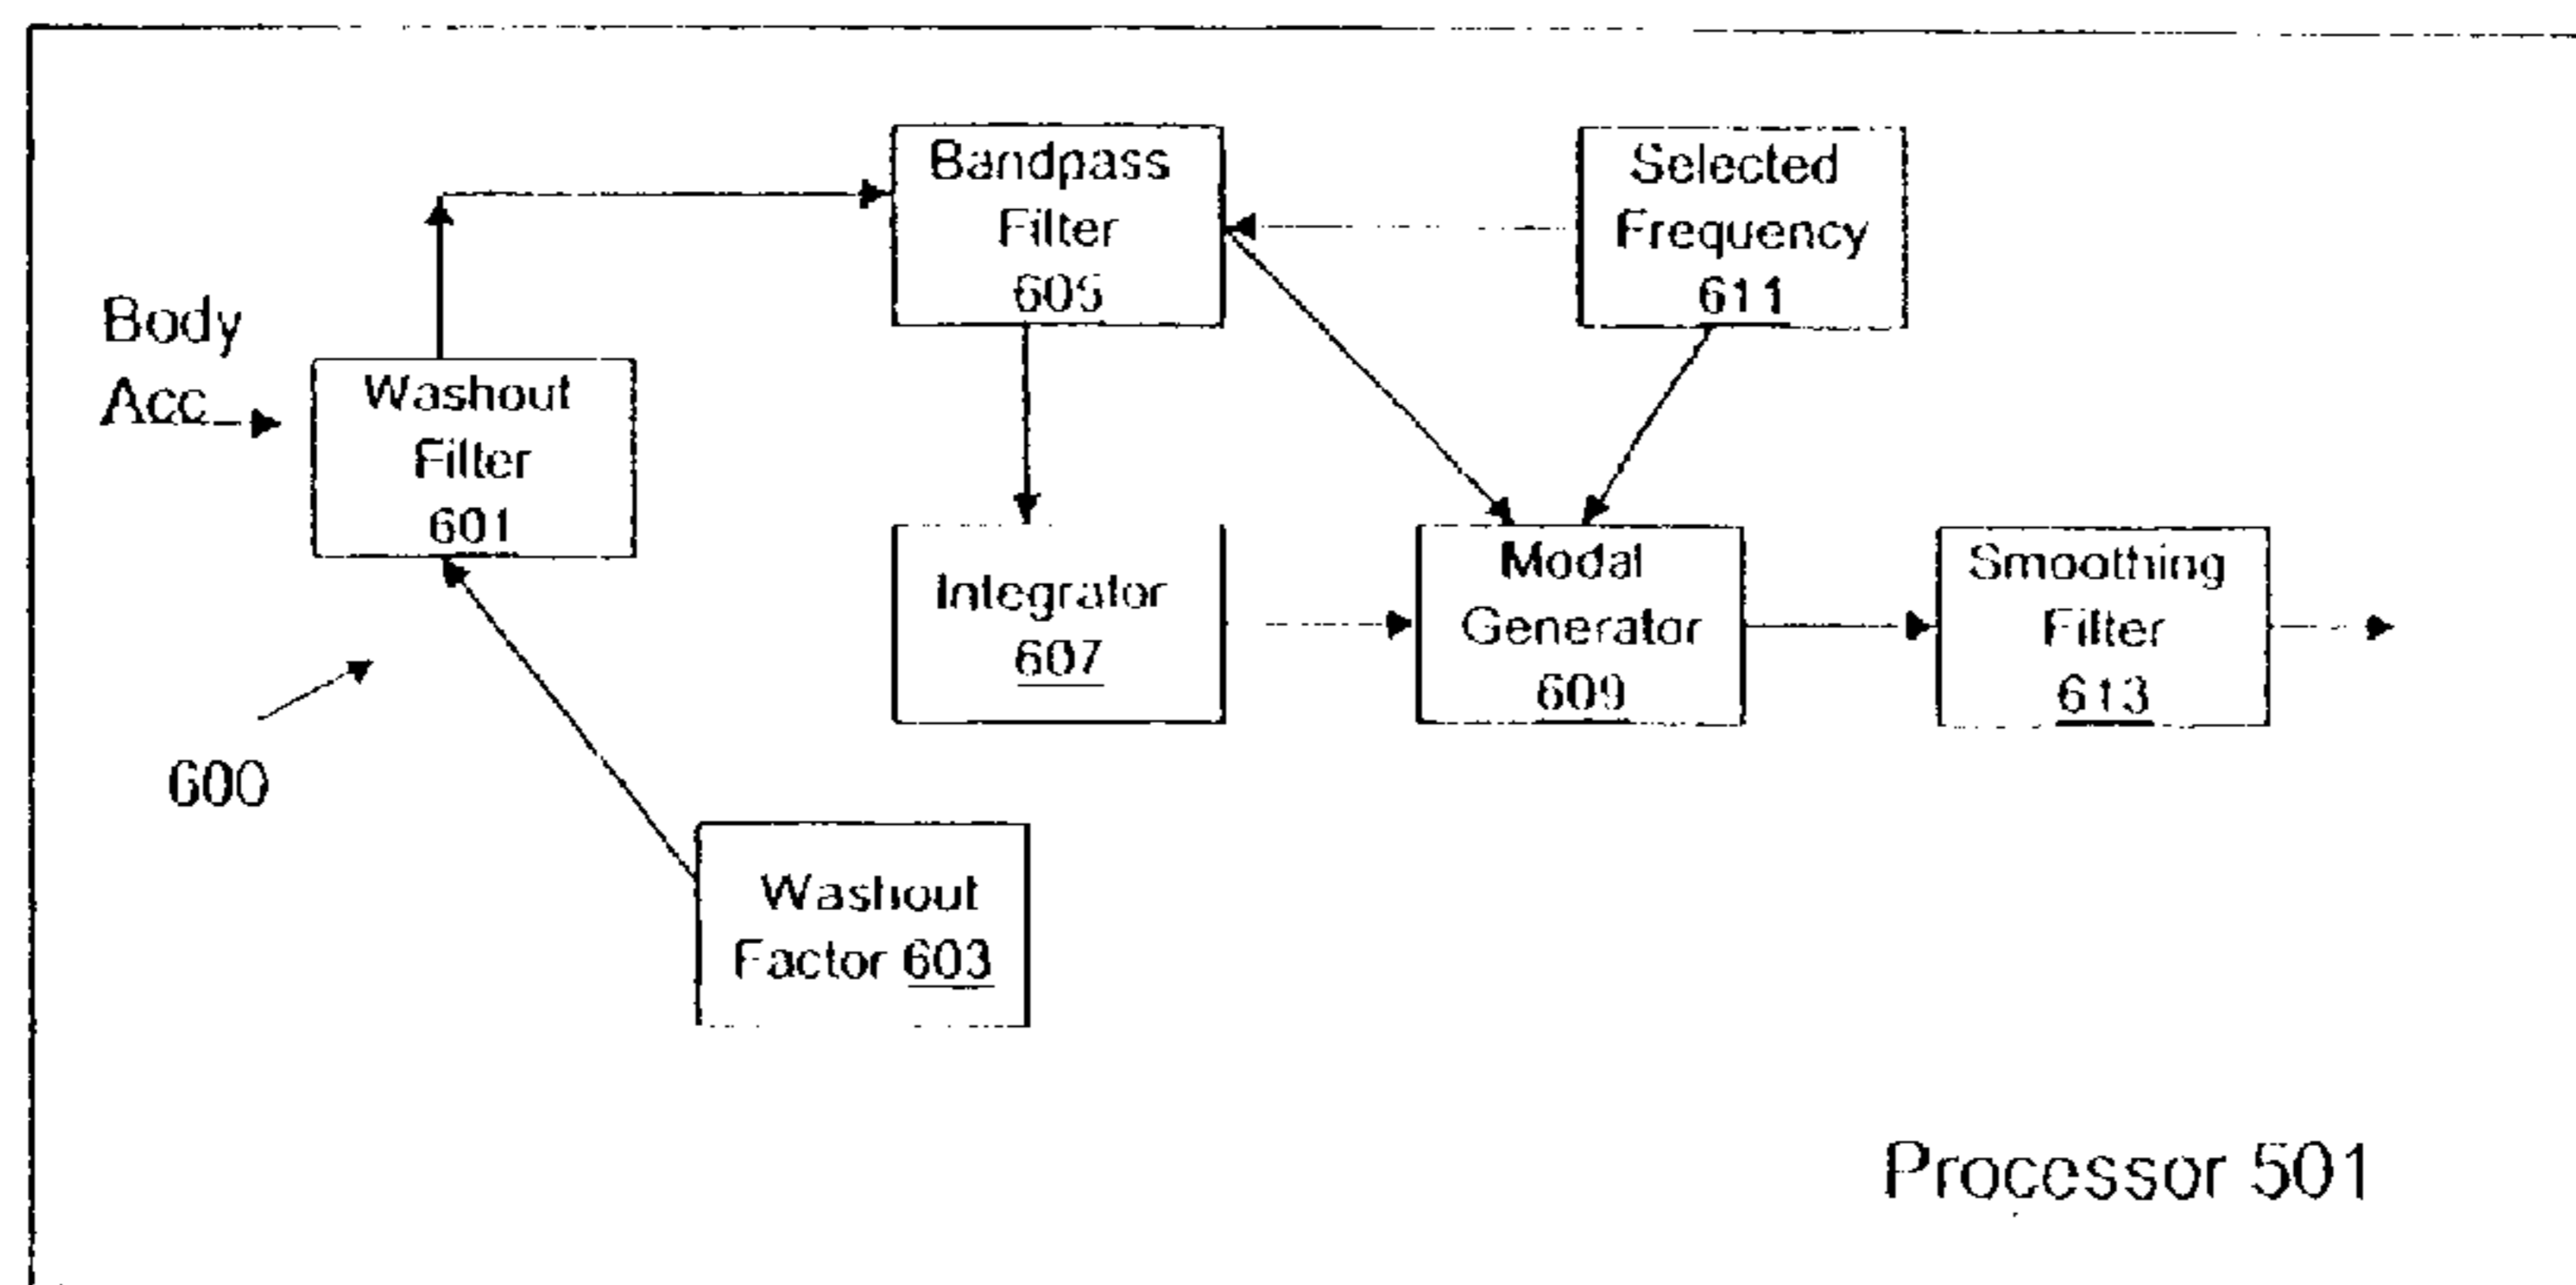 Body
Acc
Washout
Filter
601
Bandpass
Filter
605
Selected
Frequency
611
Integrator
607
Modal
Generator
609
Smoothing
Filter
613
600
Washout
Factor 603
Processor 501